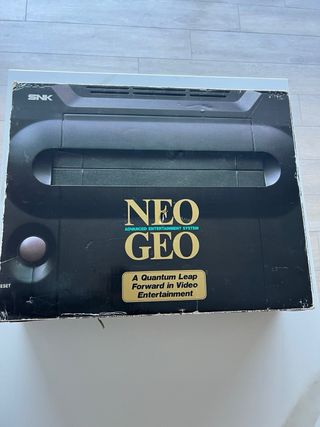 SNK
NEO
ADVANCED ENTERTAINMENT SYSTEM
GEO
RESET
A Quantum Leap
Forward in Video
Entertainment